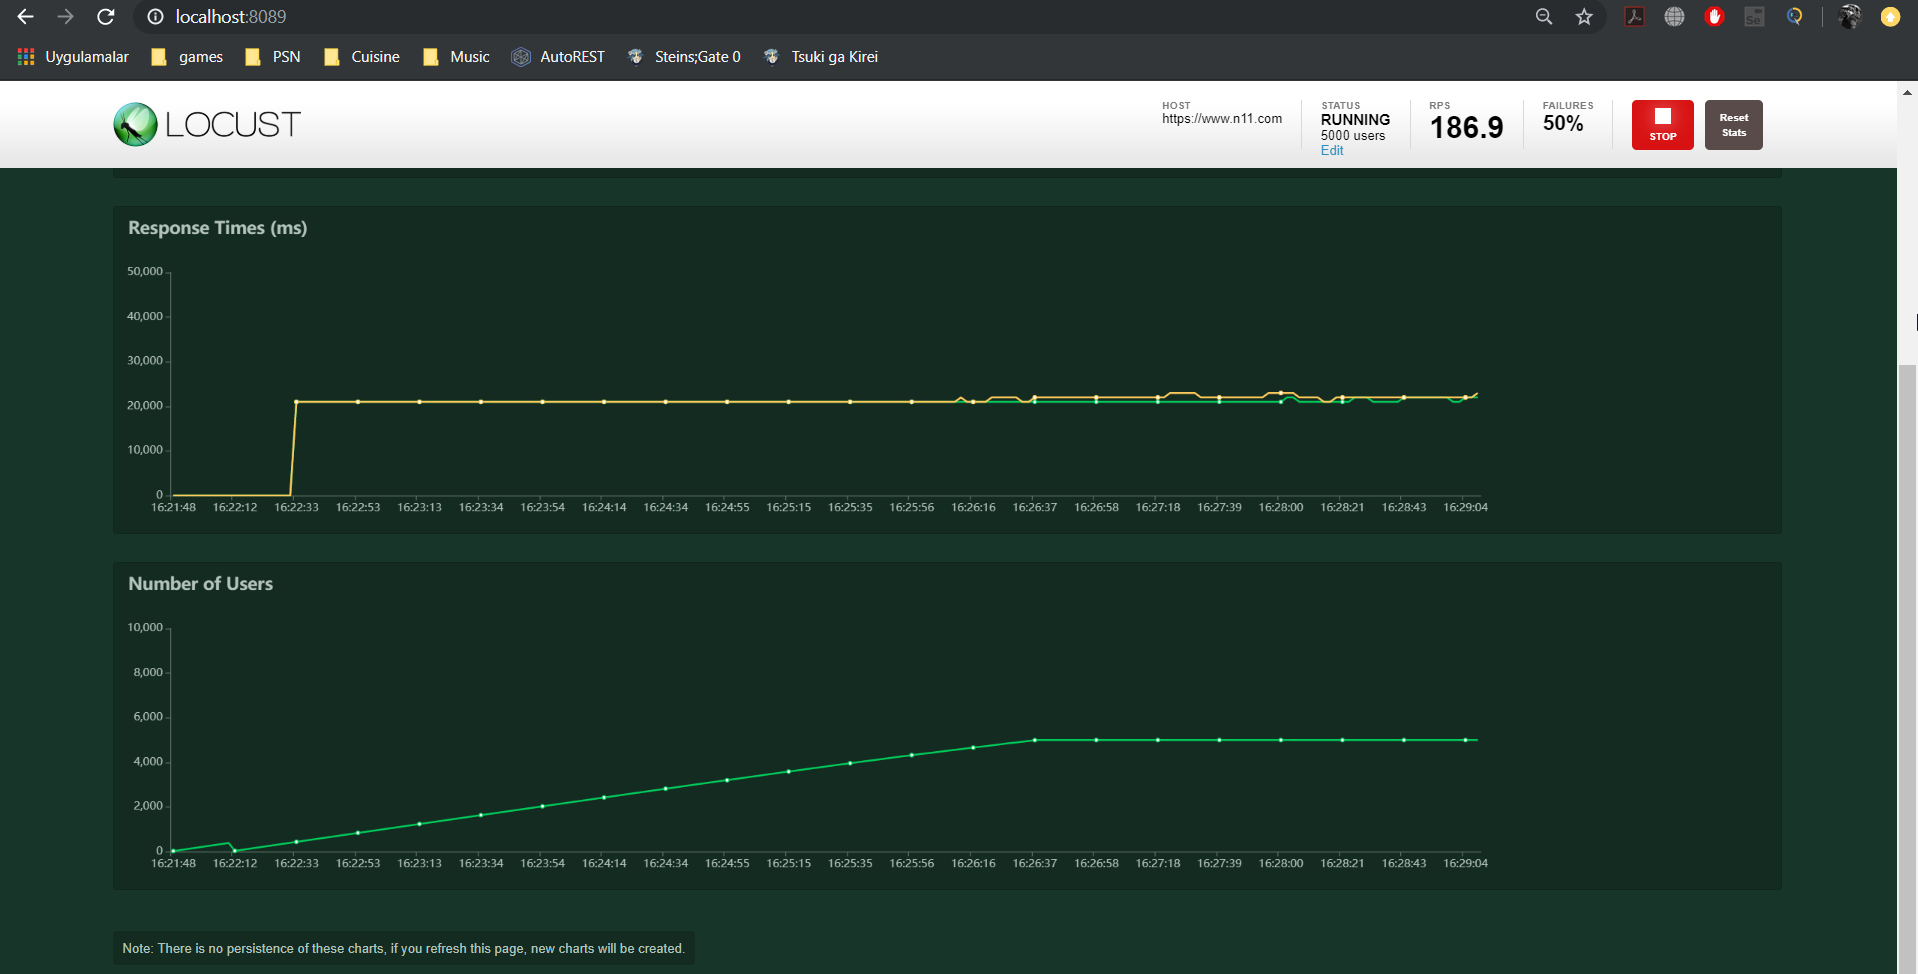 localhost:8089
Uygulamalar games PSN Cuisine Music AutoREST Steins;Gate 0 Tsuki ga Kirei
LOCUST
HOST
https://www.n11.com
STATUS
RUNNING
5000 users
Edit
RPS
186.9
FAILURES
50%
STOP
Reset
Stats
Response Times (ms)
50,000
40,000
30,000
20,000
10,000
0
16:21:48 16:22:12 16:22:33 16:22:53 16:23:13 16:23:34 16:23:54 16:24:14 16:24:34 16:24:55 16:25:15 16:25:35 16:25:56 16:26:16 16:26:37 16:26:58 16:27:18 16:27:39 16:28:00 16:28:21 16:28:43 16:29:04
Number of Users
10,000
8,000
6,000
4,000
2,000
0
16:21:48 16:22:12 16:22:33 16:22:53 16:23:13 16:23:34 16:23:54 16:24:14 16:24:34 16:24:55 16:25:15 16:25:35 16:25:56 16:26:16 16:26:37 16:26:58 16:27:18 16:27:39 16:28:00 16:28:21 16:28:43 16:29:04
Note: There is no persistence of these charts, if you refresh this page, new charts will be created.